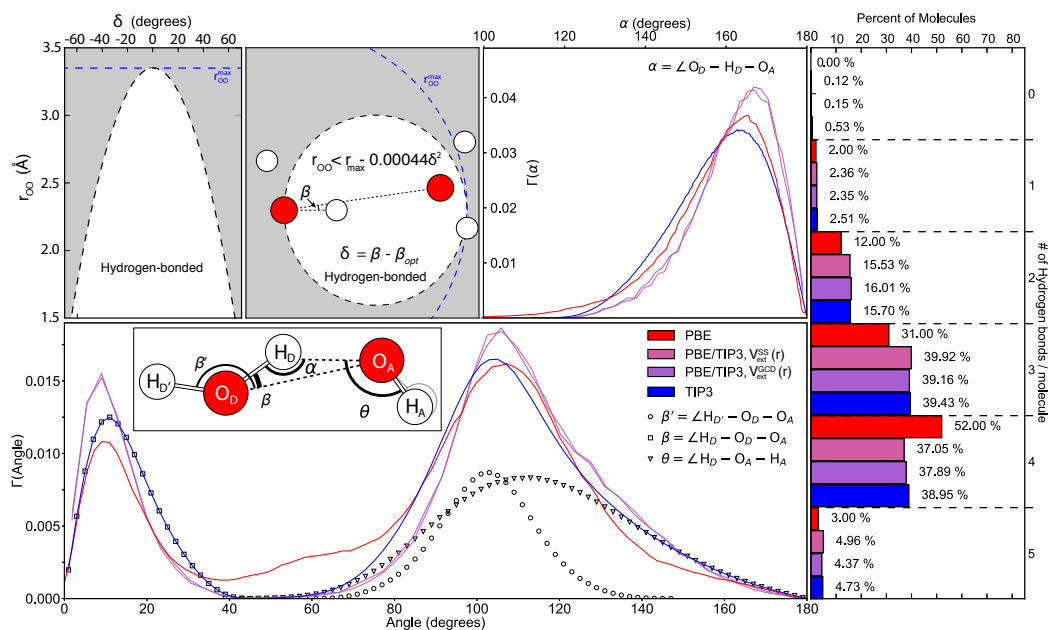 δ (degrees)
-60 -40 -20 0 20 40 60
3.5
3.0
2.5
2.0
1.5
r_OO (Å)
r_OO^max
Hydrogen-bonded
r_OO^max
r_OO < r_max - 0.00044δ²
β
δ = β - β_opt
Hydrogen-bonded
α (degrees)
100 120 140 160 180
α = ∠O_D − H_D − O_A
Γ(α)
0.04
0.03
0.02
0.01
Percent of Molecules
0 10 20 30 40 50 60 70 80
0.00 %
0.12 %
0.15 %
0.53 %
2.00 %
2.36 %
2.35 %
2.51 %
12.00 %
15.53 %
16.01 %
15.70 %
31.00 %
39.92 %
39.16 %
39.43 %
52.00 %
37.05 %
37.89 %
38.95 %
3.00 %
4.96 %
4.37 %
4.73 %
0
1
2
3
4
5
# of Hydrogen bonds / molecule
Γ(Angle)
0.015
0.010
0.005
0.000
H_D'
β'
H_D
O_D
β
α
O_A
θ
H_A
PBE
PBE/TIP3, V_ext^SS(r)
PBE/TIP3, V_ext^GCD(r)
TIP3
β' = ∠H_D' − O_D − O_A
β = ∠H_D − O_D − O_A
θ = ∠H_D − O_A − H_A
0 20 40 60 80 100 120 140 160 180
Angle (degrees)